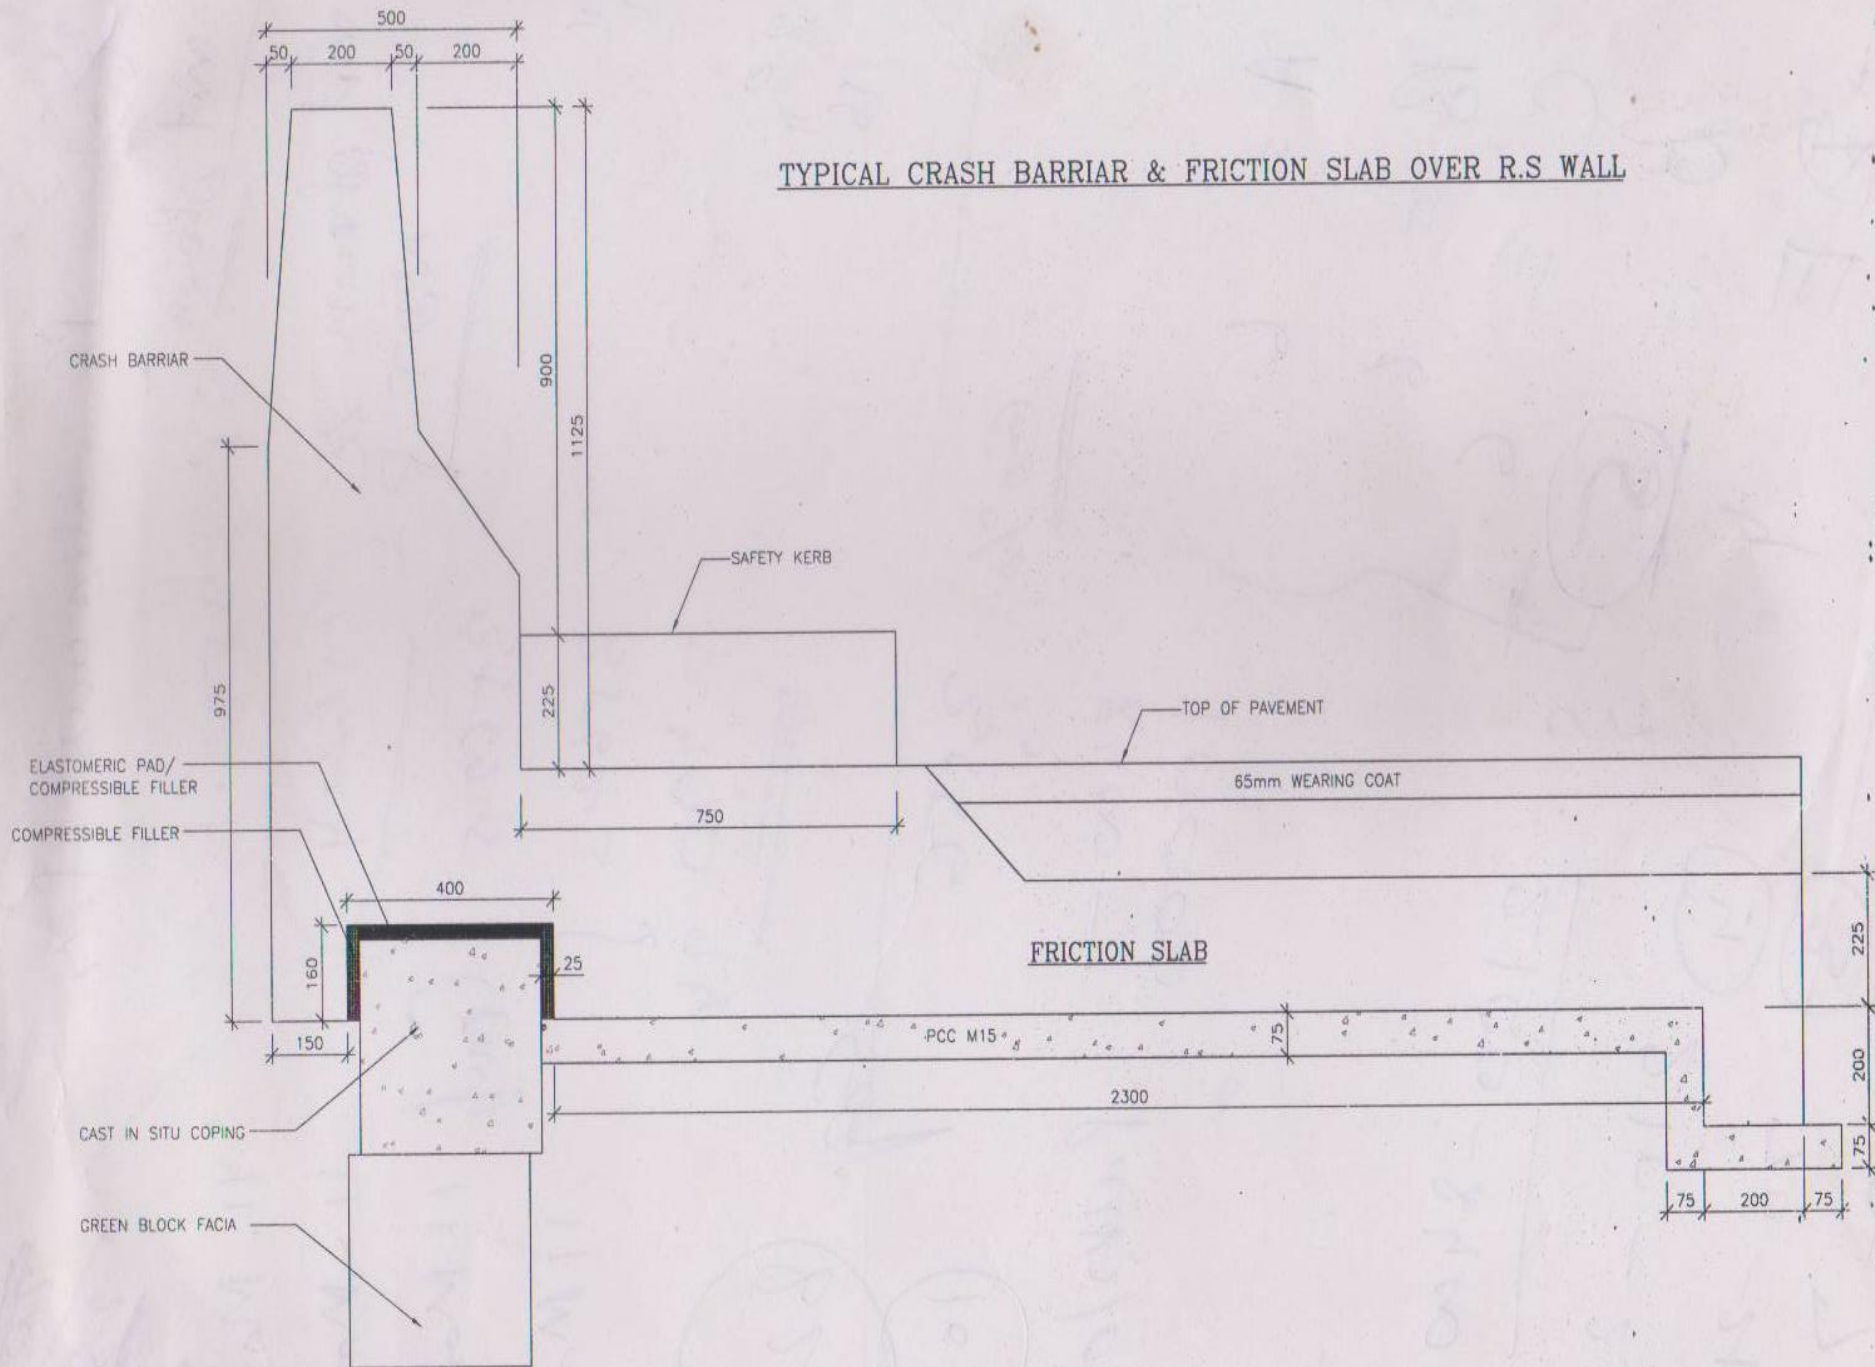 500
50 200 50 200
TYPICAL CRASH BARRIAR & FRICTION SLAB OVER R.S WALL
CRASH BARRIAR
900
1125
SAFETY KERB
975
225
TOP OF PAVEMENT
65mm WEARING COAT
ELASTOMERIC PAD/
COMPRESSIBLE FILLER
750
COMPRESSIBLE FILLER
400
160
25
FRICTION SLAB
225
150
PCC M15
75
200
2300
CAST IN SITU COPING
75
75 200 75
GREEN BLOCK FACIA